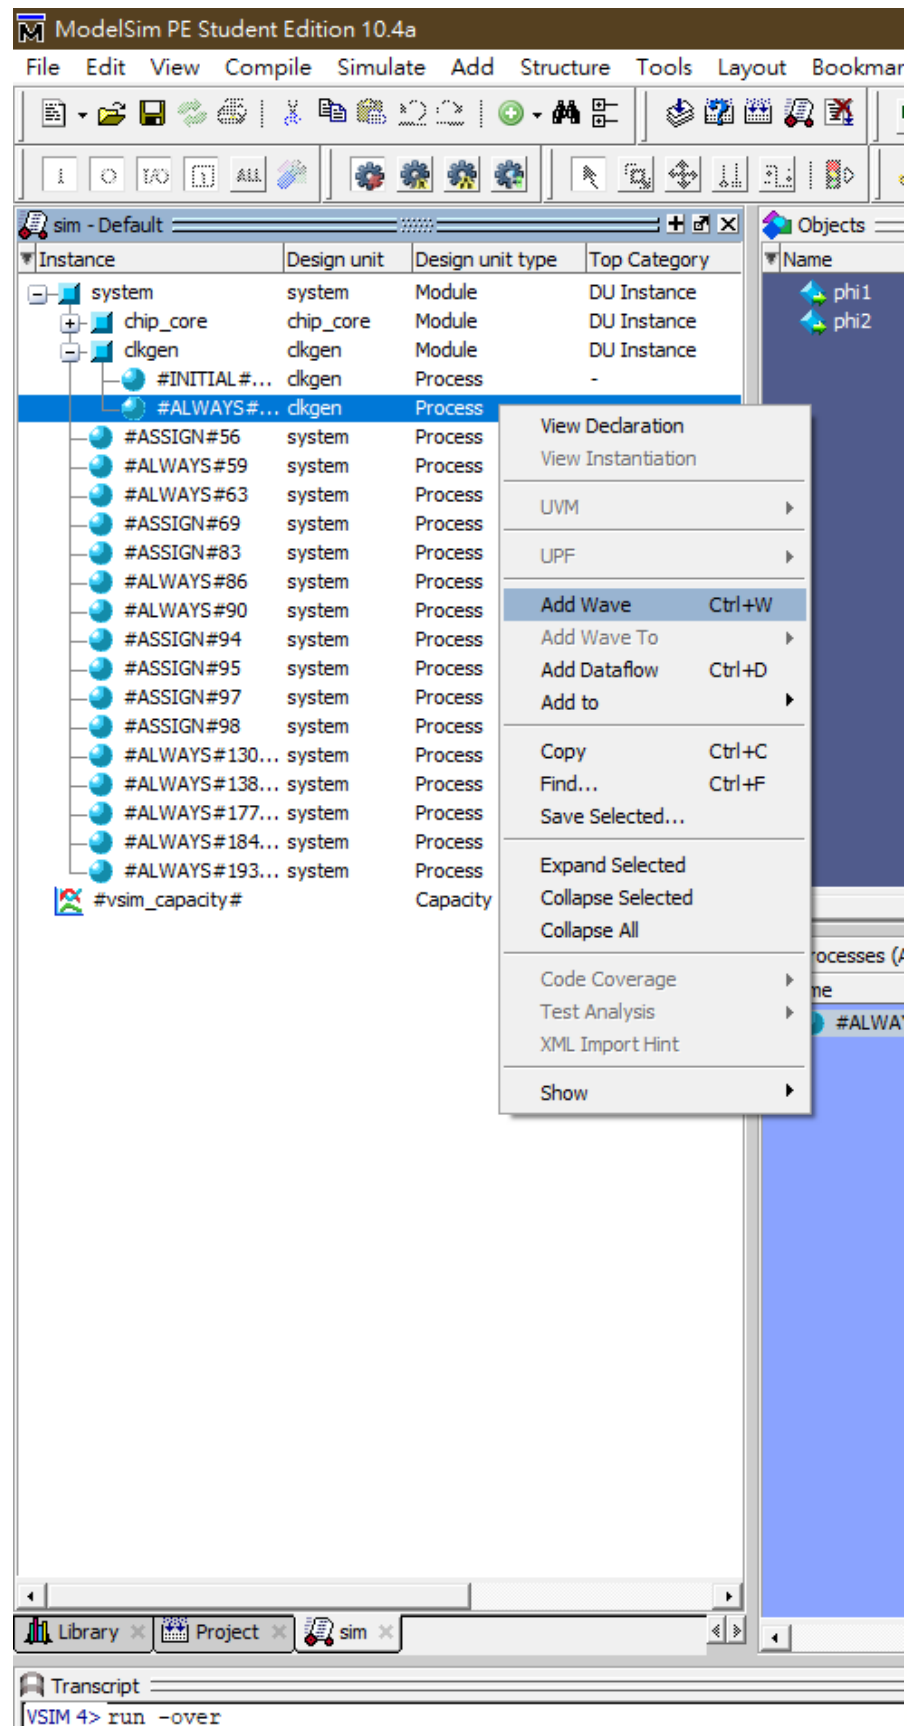 ModelSim PE Student Edition 10.4a
File Edit View Compile Simulate Add Structure Tools Layout Bookmar
ALL
sim - Default
Objects
Instance Design unit Design unit type Top Category
Name
system system Module DU Instance
phi1
chip_core chip_core Module DU Instance
phi2
clkgen clkgen Module DU Instance
#INITIAL#... clkgen Process -
#ALWAYS#... clkgen Process
#ASSIGN#56 system Process
#ALWAYS#59 system Process
#ALWAYS#63 system Process
#ASSIGN#69 system Process
#ASSIGN#83 system Process
#ALWAYS#86 system Process
#ALWAYS#90 system Process
#ASSIGN#94 system Process
#ASSIGN#95 system Process
#ASSIGN#97 system Process
#ASSIGN#98 system Process
#ALWAYS#130... system Process
#ALWAYS#138... system Process
#ALWAYS#177... system Process
#ALWAYS#184... system Process
#ALWAYS#193... system Process
#vsim_capacity# Capacity
View Declaration
View Instantiation
UVM
UPF
Add Wave Ctrl+W
Add Wave To
Add Dataflow Ctrl+D
Add to
Copy Ctrl+C
Find... Ctrl+F
Save Selected...
Expand Selected
Collapse Selected
Collapse All
Code Coverage
Test Analysis
XML Import Hint
Show
ocesses (A
me
#ALWA
Library Project sim
Transcript
VSIM 4> run -over